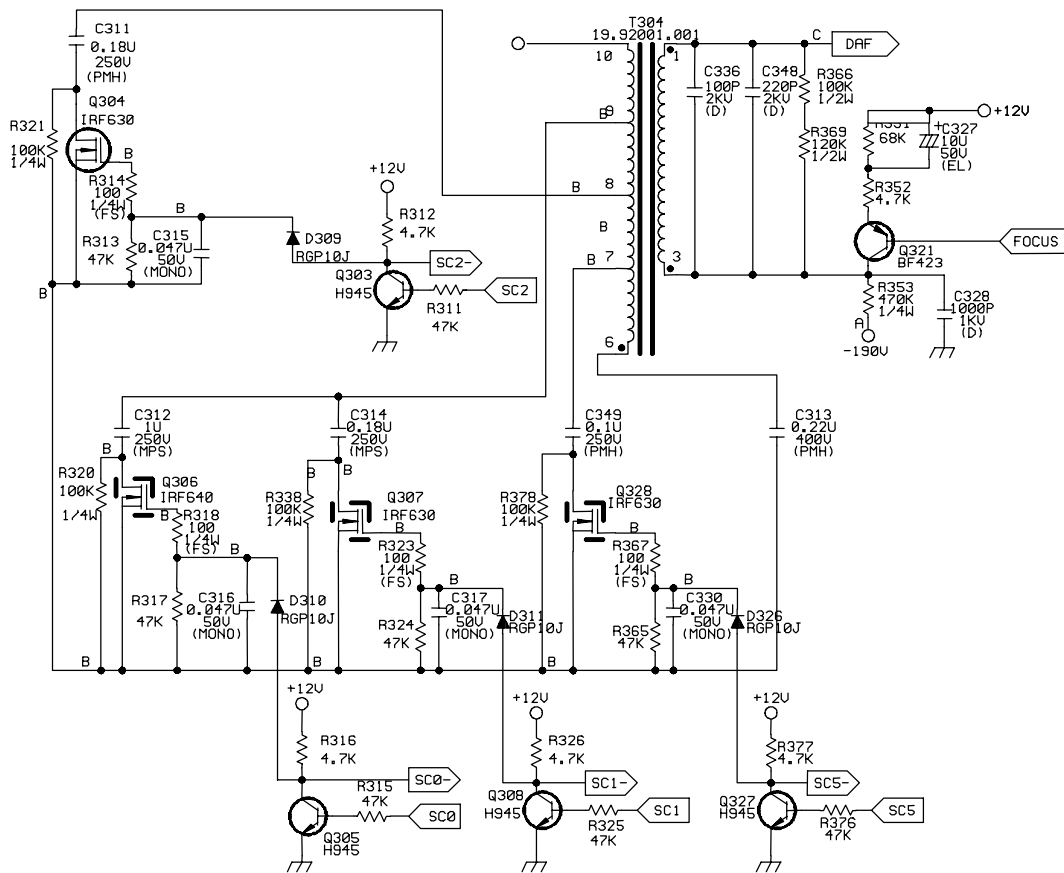 C311
0.18U
250V
(PMH)
Q304
IRF630
R321
100K
1/4W
B
R314
100
1/4W
(FS)
B
R313
47K
C315
0.047U
50V
(MONO)
B
D309
RGP10J
+12V
R312
4.7K
SC2-
Q303
H945
R311
47K
SC2
T304
19.92001.001
10
1
9
B
8
B
B
7
B
3
6
C
DAF
C336
100P
2KV
(D)
C348
220P
2KV
(D)
R366
100K
1/2W
R369
120K
1/2W
+12V
68K
C327
10U
50V
(EL)
+
R352
4.7K
Q321
BF423
FOCUS
R353
470K
1/4W
A
-190V
C328
1000P
1KV
(D)
C312
1U
250V
(MPS)
B
R320
100K
1/4W
Q306
IRF640
B
R318
100
1/4W
(FS)
B
R317
47K
C316
0.047U
50V
(MONO)
D310
RGP10J
B
C314
0.18U
250V
(MPS)
B
B
R338
100K
1/4W
Q307
IRF630
B
R323
100
1/4W
(FS)
B
R324
47K
C317
0.047U
50V
(MONO)
D311
RGP10J
B
C349
0.1U
250V
(PMH)
R378
100K
1/4W
Q328
IRF630
B
R367
100
1/4W
(FS)
B
R365
47K
C330
0.047U
50V
(MONO)
D326
RGP10J
B
C313
0.22U
400V
(PMH)
+12V
R316
4.7K
SC0-
R315
47K
SC0
Q305
H945
+12V
R326
4.7K
SC1-
Q308
H945
R325
47K
SC1
+12V
R377
4.7K
SC5-
Q327
H945
R376
47K
SC5